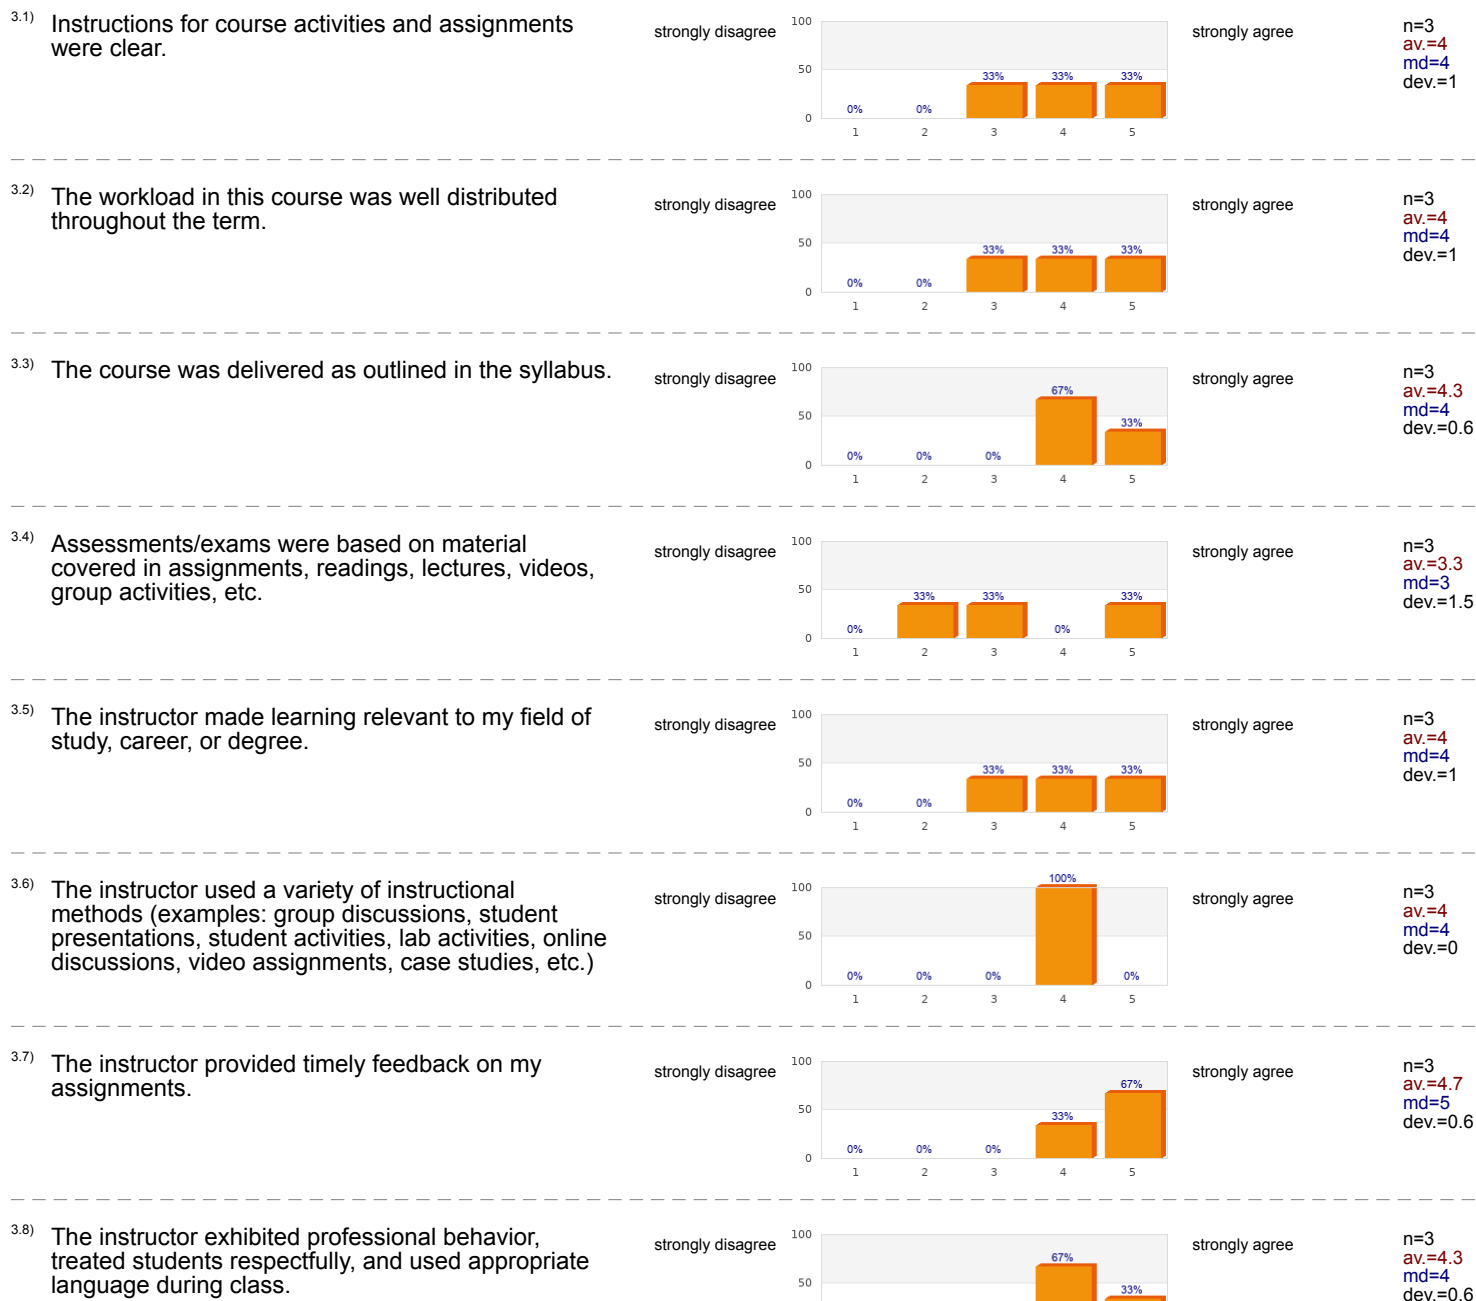 3.1) Instructions for course activities and assignments
were clear.
strongly disagree
100
50
0
0%
0%
33%
33%
33%
1
2
3
4
5
strongly agree
n=3
av.=4
md=4
dev.=1
3.2) The workload in this course was well distributed
throughout the term.
strongly disagree
100
50
0
0%
0%
33%
33%
33%
1
2
3
4
5
strongly agree
n=3
av.=4
md=4
dev.=1
3.3) The course was delivered as outlined in the syllabus.
strongly disagree
100
50
0
0%
0%
0%
67%
33%
1
2
3
4
5
strongly agree
n=3
av.=4.3
md=4
dev.=0.6
3.4) Assessments/exams were based on material
covered in assignments, readings, lectures, videos,
group activities, etc.
strongly disagree
100
50
0
0%
33%
33%
0%
33%
1
2
3
4
5
strongly agree
n=3
av.=3.3
md=3
dev.=1.5
3.5) The instructor made learning relevant to my field of
study, career, or degree.
strongly disagree
100
50
0
0%
0%
33%
33%
33%
1
2
3
4
5
strongly agree
n=3
av.=4
md=4
dev.=1
3.6) The instructor used a variety of instructional
methods (examples: group discussions, student
presentations, student activities, lab activities, online
discussions, video assignments, case studies, etc.)
strongly disagree
100
50
0
0%
0%
0%
100%
0%
1
2
3
4
5
strongly agree
n=3
av.=4
md=4
dev.=0
3.7) The instructor provided timely feedback on my
assignments.
strongly disagree
100
50
0
0%
0%
0%
33%
67%
1
2
3
4
5
strongly agree
n=3
av.=4.7
md=5
dev.=0.6
3.8) The instructor exhibited professional behavior,
treated students respectfully, and used appropriate
language during class.
strongly disagree
100
50
67%
33%
strongly agree
n=3
av.=4.3
md=4
dev.=0.6